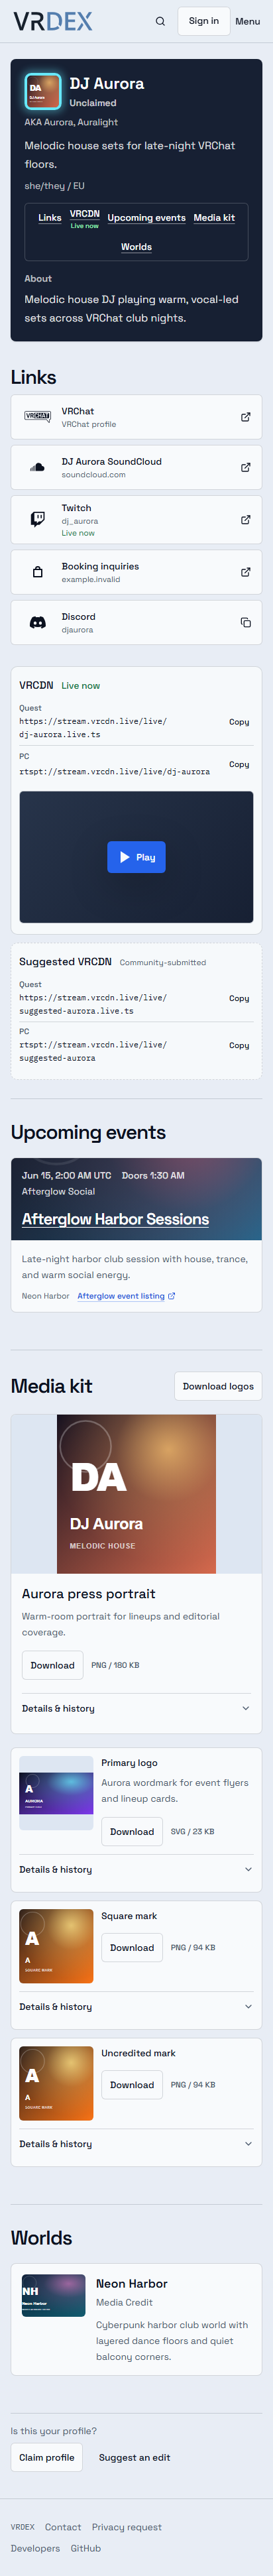 VRDEX
Sign in
Menu
DJ Aurora
Unclaimed
AKA Aurora, Auralight
Melodic house sets for late-night VRChat
floors.
she/they / EU
Links
VRCDN
Live now
Upcoming events
Media kit
Worlds
About
Melodic house DJ playing warm, vocal-led
sets across VRChat club nights.
Links
VRChat
VRChat profile
DJ Aurora SoundCloud
soundcloud.com
Twitch
dj_aurora
Live now
Booking inquiries
example.invalid
Discord
djaurora
VRCDN Live now
Quest
https://stream.vrcdn.live/live/
dj-aurora.live.ts
Copy
PC
rtspt://stream.vrcdn.live/live/dj-aurora
Copy
Play
Suggested VRCDN Community-submitted
Quest
https://stream.vrcdn.live/live/
suggested-aurora.live.ts
Copy
PC
rtspt://stream.vrcdn.live/live/
suggested-aurora
Copy
Upcoming events
Jun 15, 2:00 AM UTC Doors 1:30 AM
Afterglow Social
Afterglow Harbor Sessions
Late-night harbor club session with house, trance,
and warm social energy.
Neon Harbor Afterglow event listing
Media kit
Download logos
DA
DJ Aurora
MELODIC HOUSE
Aurora press portrait
Warm-room portrait for lineups and editorial
coverage.
Download PNG / 180 KB
Details & history
A
AURORA
Primary logo
Aurora wordmark for event flyers
and lineup cards.
Download SVG / 23 KB
Details & history
A
A
SQUARE MARK
Square mark
Download PNG / 94 KB
Details & history
A
A
SQUARE MARK
Uncredited mark
Download PNG / 94 KB
Details & history
Worlds
NH
Neon Harbor
Neon Harbor
Media Credit
Cyberpunk harbor club world with
layered dance floors and quiet
balcony corners.
Is this your profile?
Claim profile
Suggest an edit
VRDEX Contact Privacy request
Developers GitHub